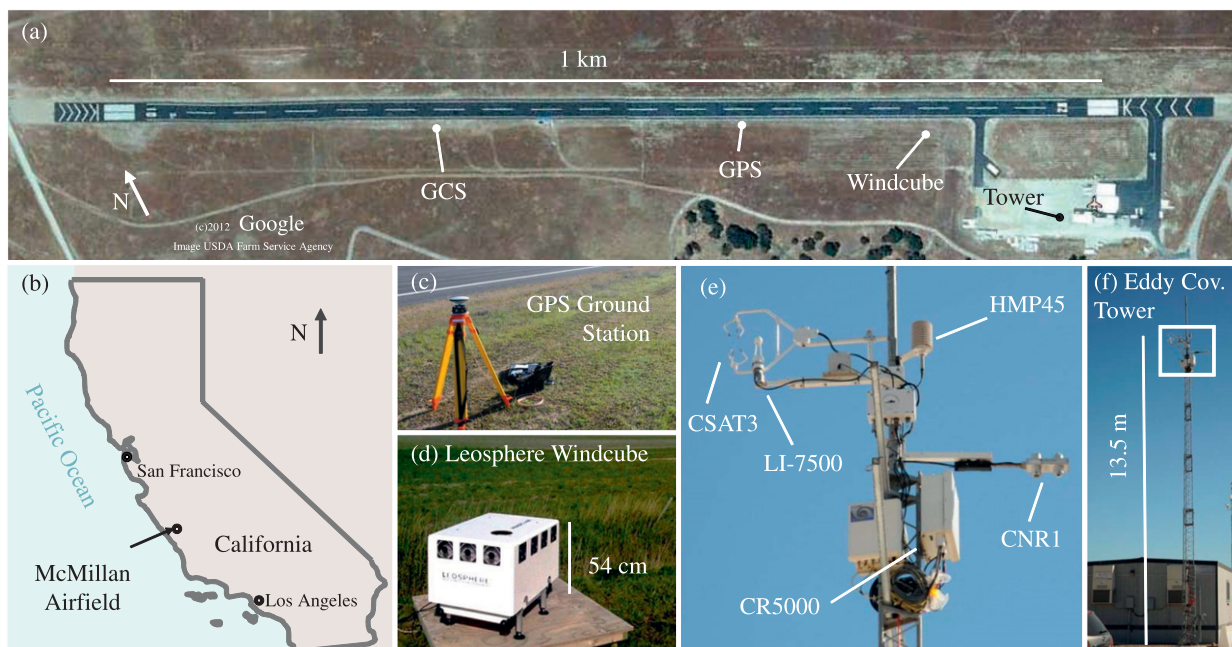 (a)
1 km
GCS
GPS
Windcube
Tower
N
(c)2012 Google
Image USDA Farm Service Agency
(b)
N
Pacific Ocean
San Francisco
McMillan
Airfield
California
Los Angeles
(c)
GPS Ground
Station
(d) Leosphere Windcube
LEOSPHERE
54 cm
(e)
HMP45
CSAT3
LI-7500
CNR1
CR5000
(f) Eddy Cov.
Tower
13.5 m